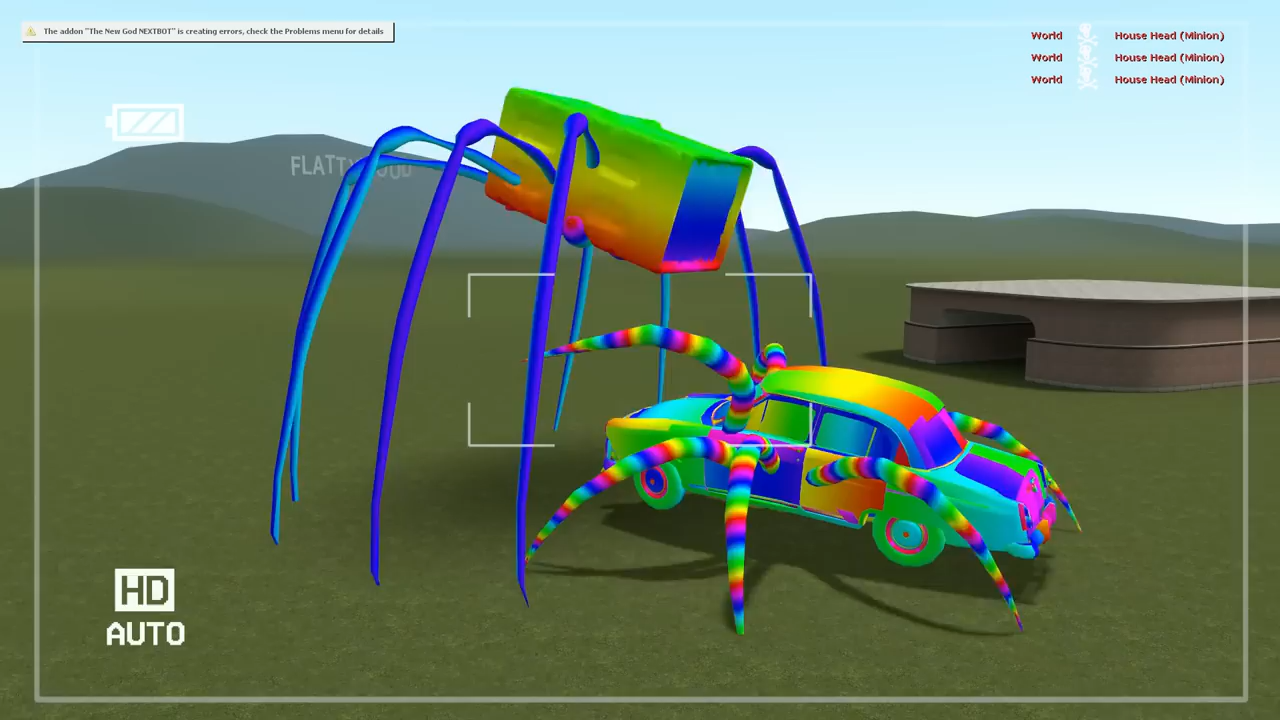 The addon "The New God NEXTBOT" is creating errors, check the Problems menu for details
World House Head (Minion)
World House Head (Minion)
World House Head (Minion)
HD
AUTO